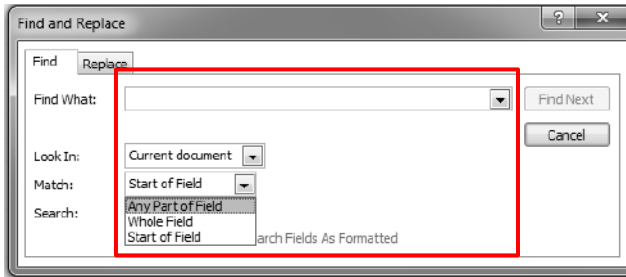 Find and Replace
Find Replace
Find What: Find Next
Cancel
Look In: Current document
Match: Start of Field
Any Part of Field
Search: Whole Field
Start of Field arch Fields As Formatted